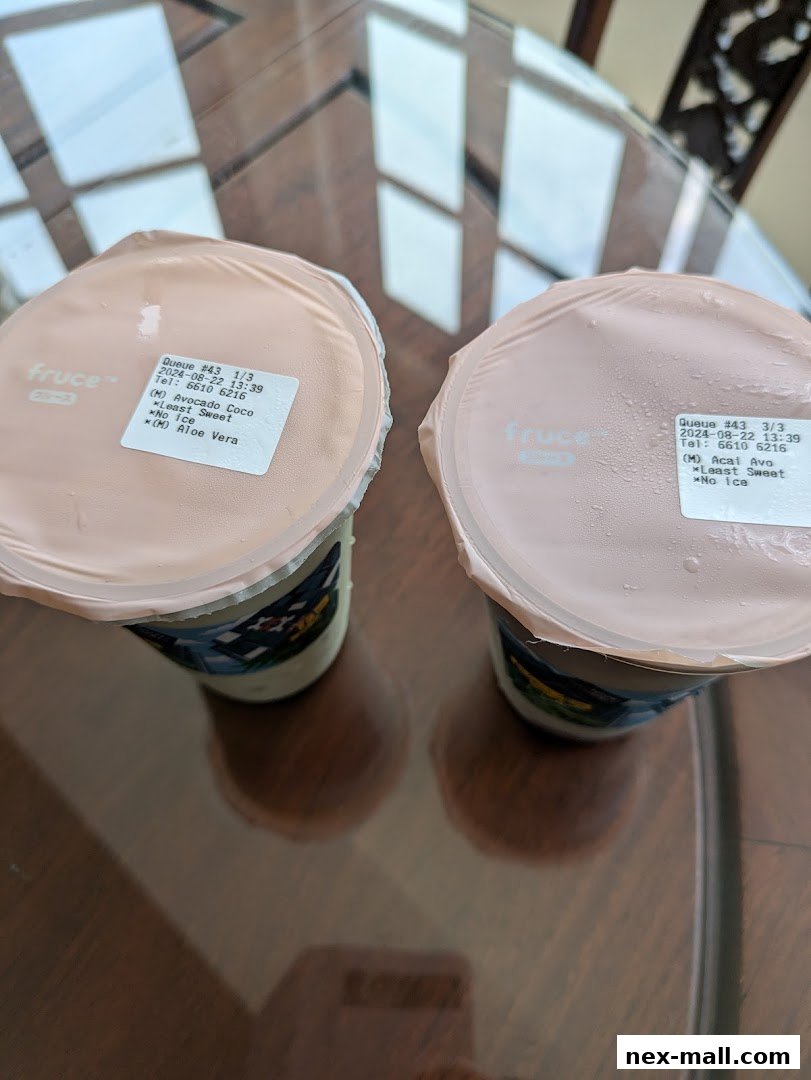 fruce™
Queue #43 1/3
2024-08-22 13:39
Tel: 6610 6216
(M) Avocado Coco
*Least Sweet
*No ice
*(M) Aloe Vera
fruce™
Queue #43 3/3
2024-08-22 13:39
Tel: 6610 6216
(M) Acai Avo
*Least Sweet
*No ice
nex-mall.com